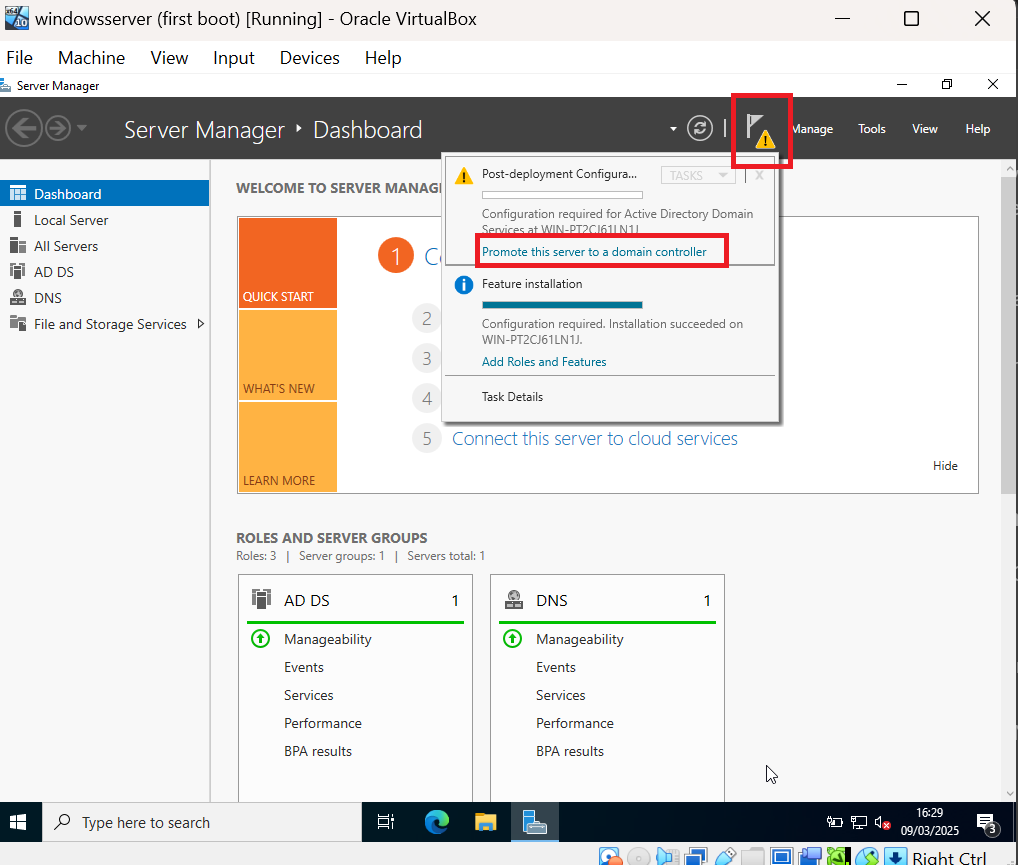 windowsserver (first boot) [Running] - Oracle VirtualBox
File Machine View Input Devices Help
Server Manager
Server Manager Dashboard
Manage Tools View Help
Dashboard
Local Server
All Servers
AD DS
DNS
File and Storage Services
WELCOME TO SERVER MANAG
QUICK START
WHAT'S NEW
LEARN MORE
1
2
3
4
5 Connect this server to cloud services
Hide
Post-deployment Configura... TASKS X
Configuration required for Active Directory Domain
Services at WIN-PT2CJ61LN1J
Promote this server to a domain controller
Feature installation
Configuration required. Installation succeeded on
WIN-PT2CJ61LN1J.
Add Roles and Features
Task Details
ROLES AND SERVER GROUPS
Roles: 3 | Server groups: 1 | Servers total: 1
AD DS 1
Manageability
Events
Services
Performance
BPA results
DNS 1
Manageability
Events
Services
Performance
BPA results
Type here to search
16:29
09/03/2025
3
Right Ctrl